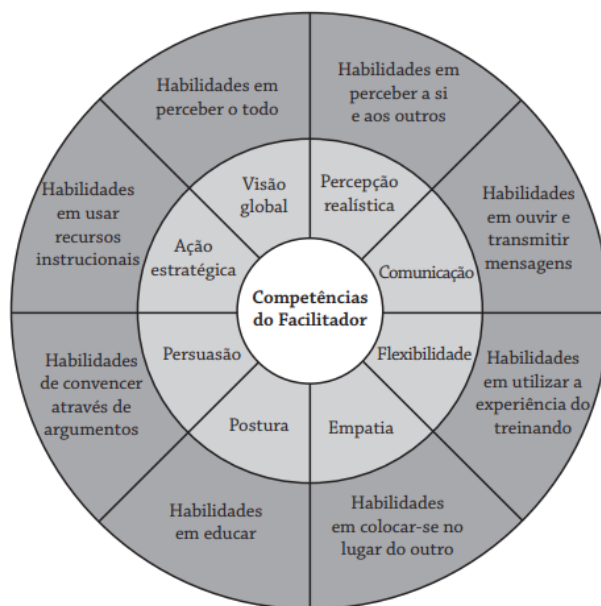 Habilidades em
perceber o todo
Habilidades em
perceber a si
e aos outros
Habilidades
em ouvir e
transmitir
mensagens
Habilidades
em utilizar a
experiência do
treinando
Habilidades
em colocar-se no
lugar do outro
Habilidades
em educar
Habilidades
de convencer
através de
argumentos
Habilidades
em usar
recursos
instrucionais
Visão
global
Percepção
realística
Comunicação
Flexibilidade
Empatia
Postura
Persuasão
Ação
estratégica
Competências
do Facilitador